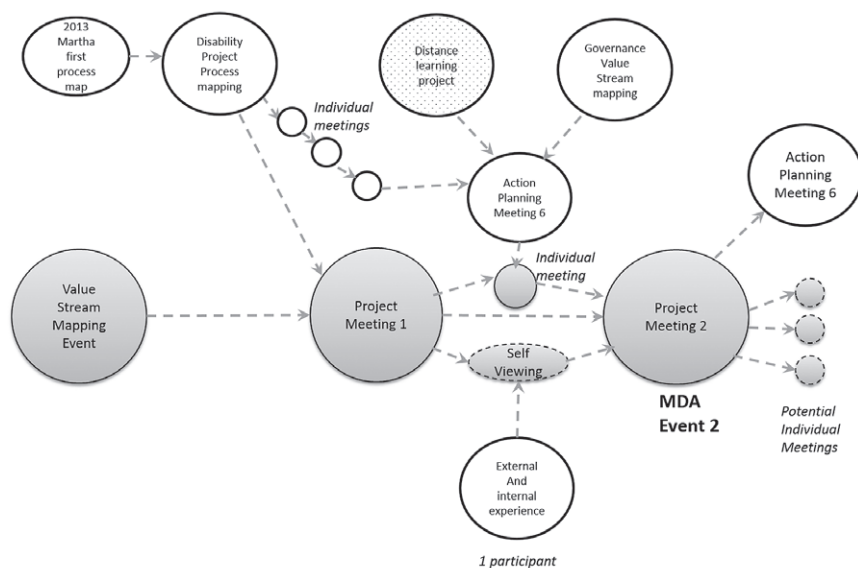 2013
Martha
first
process
map
Disability
Project
Process
mapping
Individual
meetings
Distance
learning
project
Governance
Value
Stream
mapping
Action
Planning
Meeting 6
Action
Planning
Meeting 6
Value
Stream
Mapping
Event
Project
Meeting 1
Individual
meeting
Project
Meeting 2
Self
Viewing
MDA
Event 2
Potential
Individual
Meetings
External
And
internal
experience
1 participant